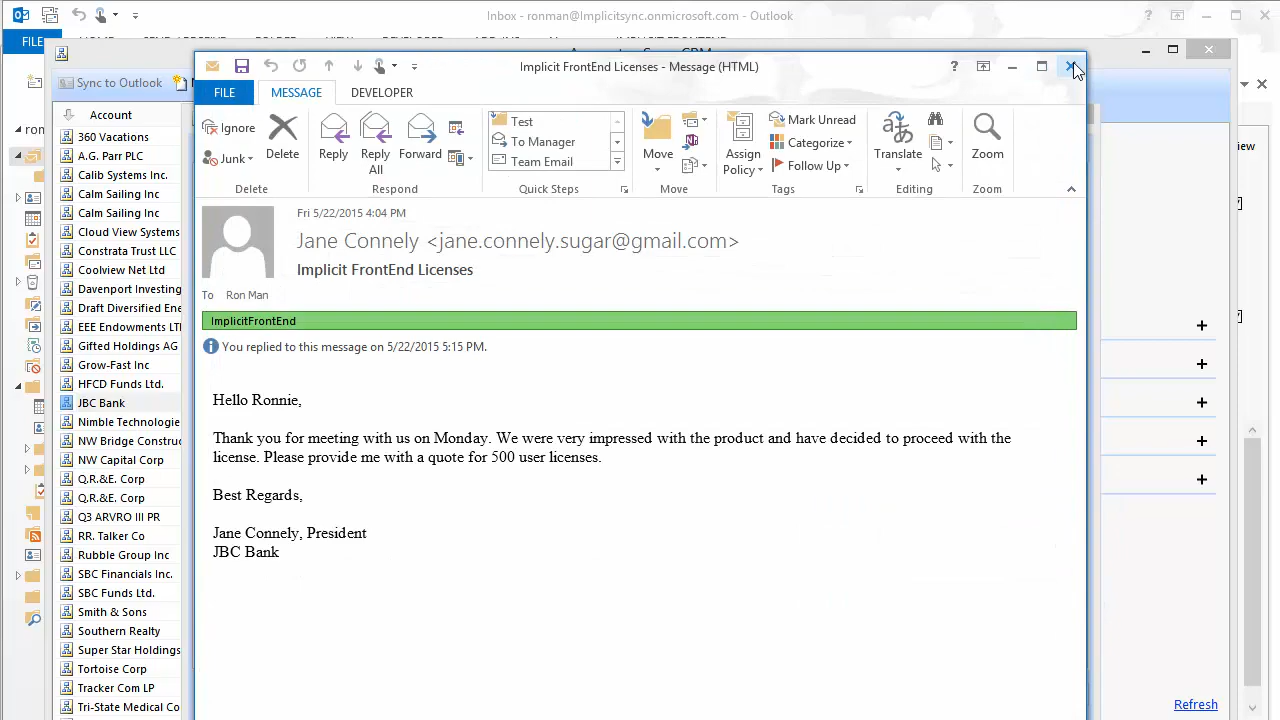 Inbox - ronman@Implicitsync.onmicrosoft.com - Outlook
FILE
Sync to Outlook
Account
360 Vacations
A.G. Parr PLC
Calib Systems Inc.
Calm Sailing Inc
Calm Sailing Inc
Cloud View Systems
Constrata Trust LLC
Coolview Net Ltd
Davenport Investing
Draft Diversified Ene
EEE Endowments LT
Gifted Holdings AG
Grow-Fast Inc
HFCD Funds Ltd.
JBC Bank
Nimble Technologie
NW Bridge Construc
NW Capital Corp
Q.R.&E. Corp
Q.R.&E. Corp
Q3 ARVRO III PR
RR. Talker Co
Rubble Group Inc
SBC Financials Inc.
SBC Funds Ltd.
Smith & Sons
Southern Realty
Super Star Holdings
Tortoise Corp
Tracker Com LP
Tri-State Medical Co
Implicit FrontEnd Licenses - Message (HTML)
FILE MESSAGE DEVELOPER
Ignore
Junk
Delete
Delete
Reply
Reply
All
Forward
Respond
Test
To Manager
Team Email
Quick Steps
Move
Move
Assign
Policy
Mark Unread
Categorize
Follow Up
Tags
Translate
Editing
Zoom
Zoom
Fri 5/22/2015 4:04 PM
Jane Connely <jane.connely.sugar@gmail.com>
Implicit FrontEnd Licenses
To Ron Man
ImplicitFrontEnd
You replied to this message on 5/22/2015 5:15 PM.
Hello Ronnie,
Thank you for meeting with us on Monday. We were very impressed with the product and have decided to proceed with the
license. Please provide me with a quote for 500 user licenses.
Best Regards,
Jane Connely, President
JBC Bank
Refresh